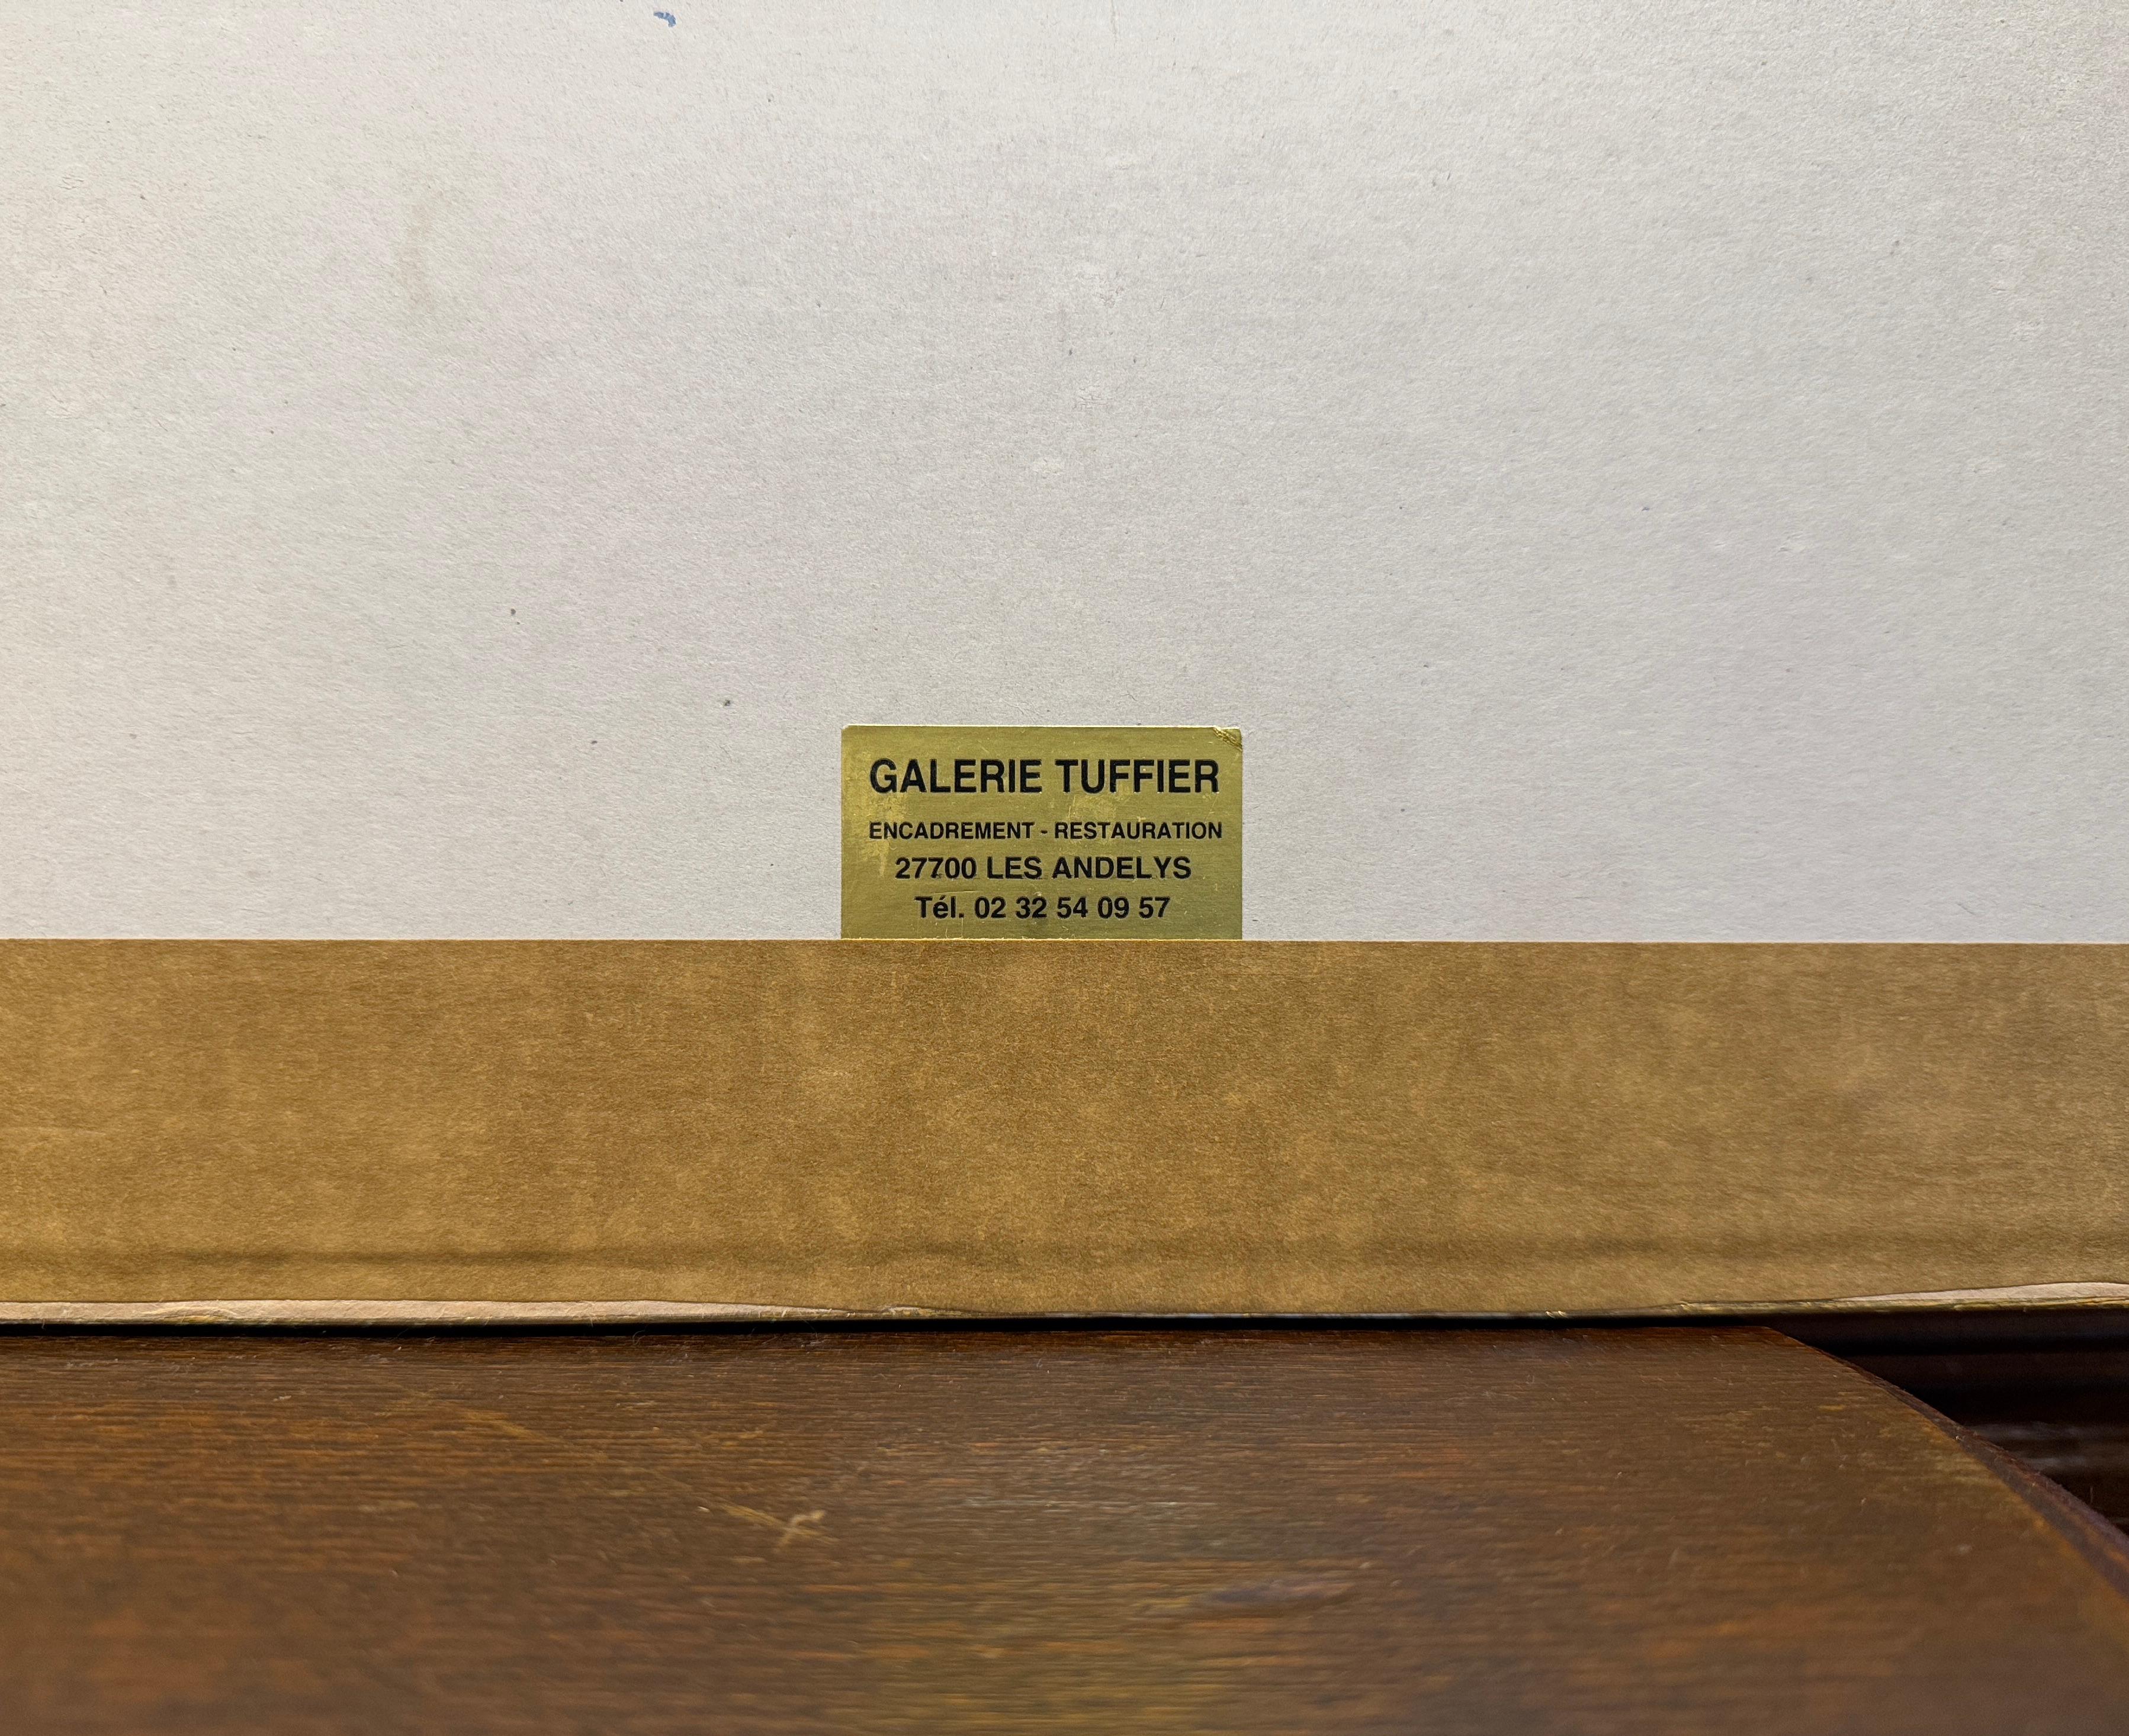 GALERIE TUFFIER
ENCADREMENT - RESTAURATION
27700 LES ANDELYS
Tél. 02 32 54 09 57